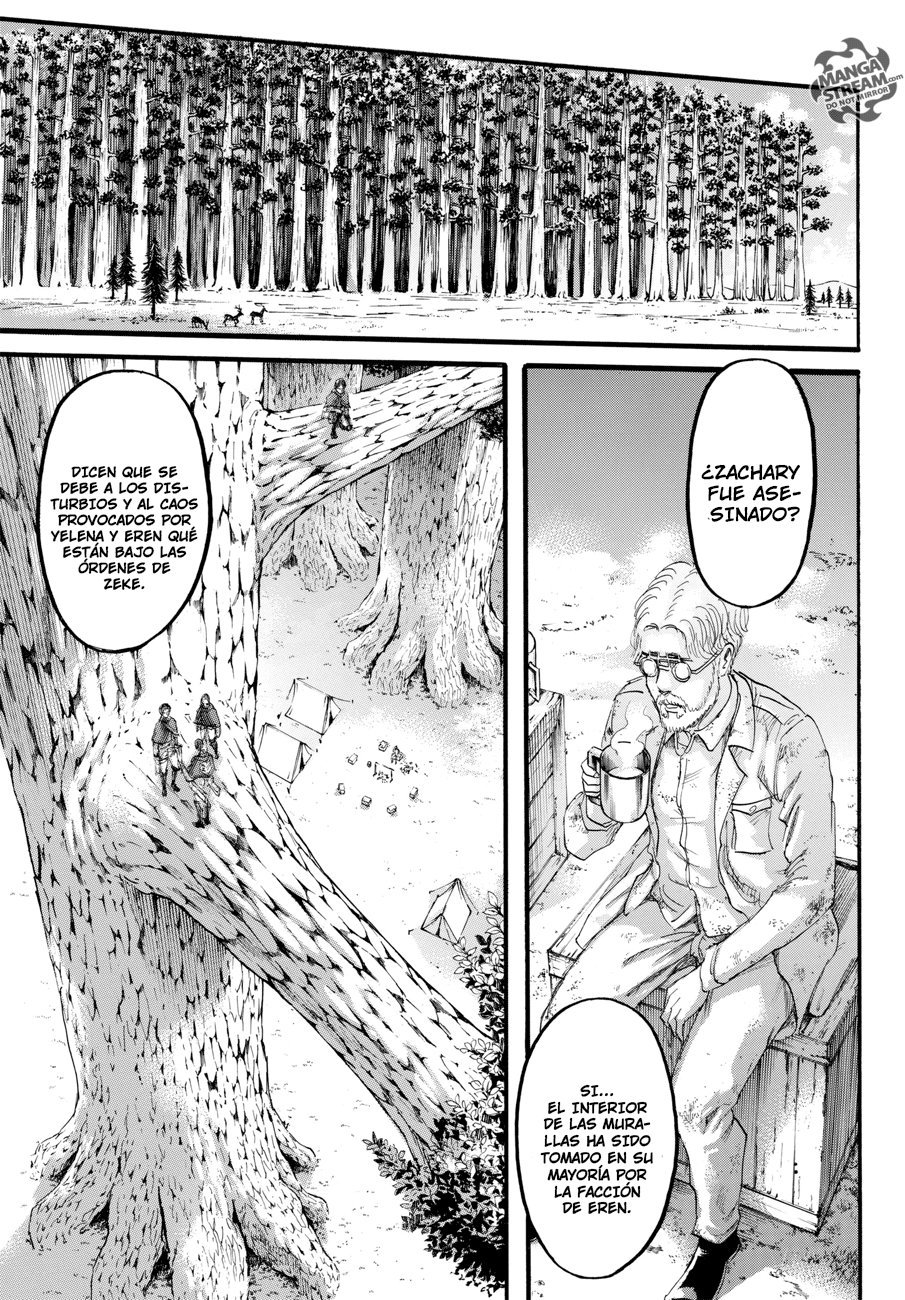 MANGA
STREAM.com
DO NOT MIRROR
¿ZACHARY
FUE ASE-
SINADO?
SI...
EL INTERIOR
DE LAS MURA-
LLAS HA SIDO
TOMADO EN SU
MAYORÍA POR
LA FACCIÓN
DE EREN.
DICEN QUE SE
DEBE A LOS DIS-
TURBIOS Y AL CAOS
PROVOCADOS POR
YELENA Y EREN QUÉ
ESTÁN BAJO LAS
ÓRDENES DE
ZEKE.